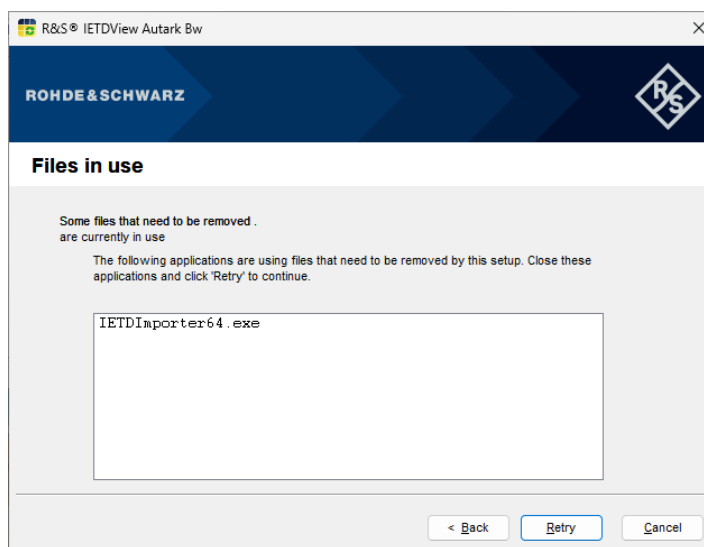 R&S® IETDView Autark Bw
ROHDE&SCHWARZ
R&S
Files in use
Some files that need to be removed .
are currently in use
The following applications are using files that need to be removed by this setup. Close these
applications and click 'Retry' to continue.
IETDImporter64.exe
< Back
Retry
Cancel